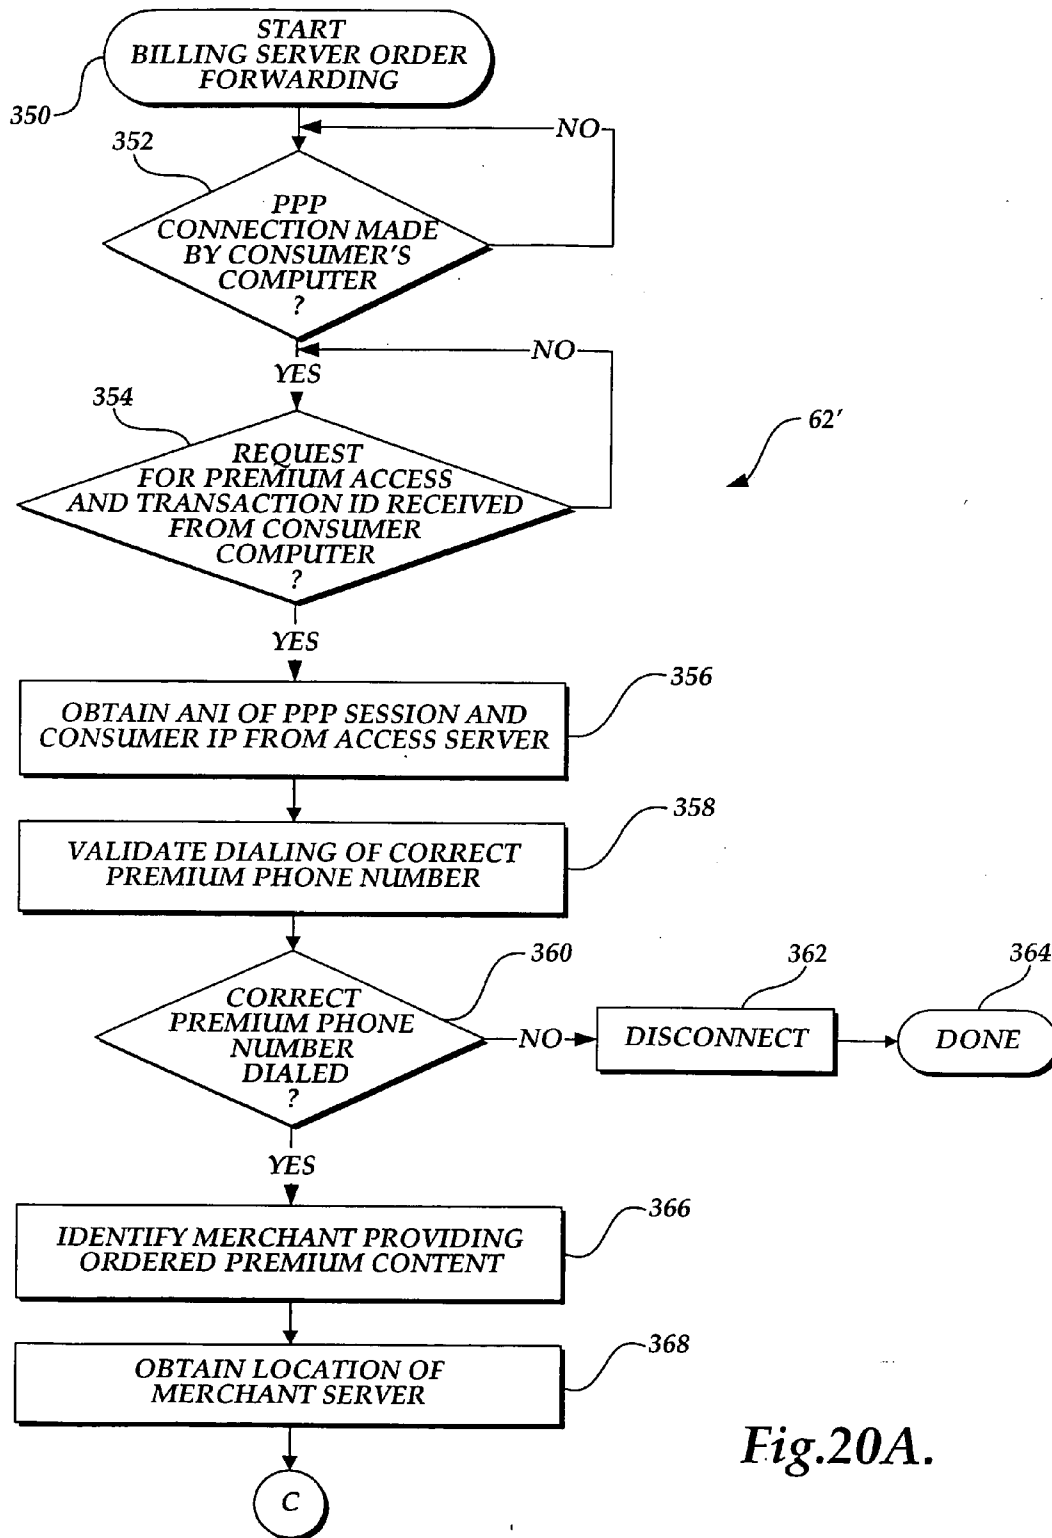 START
BILLING SERVER ORDER
FORWARDING
350
NO
352
PPP
CONNECTION MADE
BY CONSUMER'S
COMPUTER
?
NO
YES
354
62'
REQUEST
FOR PREMIUM ACCESS
AND TRANSACTION ID RECEIVED
FROM CONSUMER
COMPUTER
?
YES
356
OBTAIN ANI OF PPP SESSION AND
CONSUMER IP FROM ACCESS SERVER
358
VALIDATE DIALING OF CORRECT
PREMIUM PHONE NUMBER
360
362
364
CORRECT
PREMIUM PHONE
NUMBER
DIALED
?
NO
DISCONNECT
DONE
YES
366
IDENTIFY MERCHANT PROVIDING
ORDERED PREMIUM CONTENT
368
OBTAIN LOCATION OF
MERCHANT SERVER
Fig.20A.
C